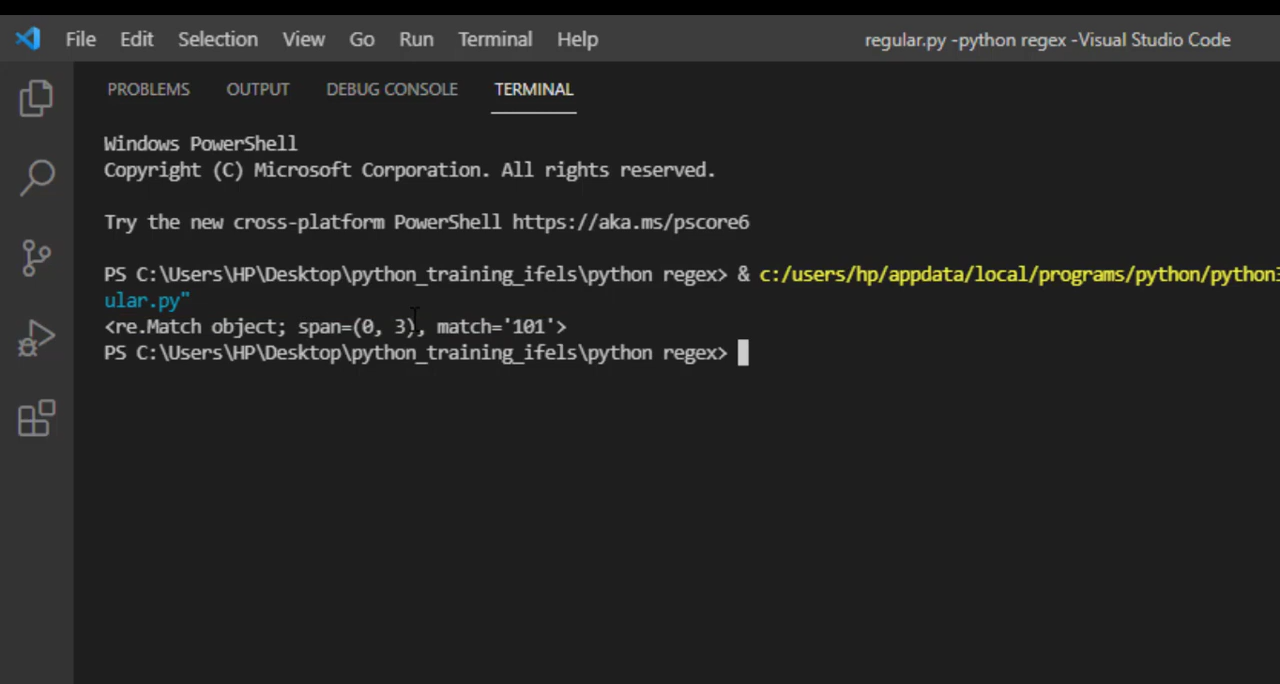 File Edit Selection View Go Run Terminal Help regular.py -python regex -Visual Studio Code
PROBLEMS OUTPUT DEBUG CONSOLE TERMINAL
Windows PowerShell
Copyright (C) Microsoft Corporation. All rights reserved.
Try the new cross-platform PowerShell https://aka.ms/pscore6
PS C:\Users\HP\Desktop\python_training_ifels\python regex> & c:/users/hp/appdata/local/programs/python/python3
ular.py"
<re.Match object; span=(0, 3), match='101'>
PS C:\Users\HP\Desktop\python_training_ifels\python regex>